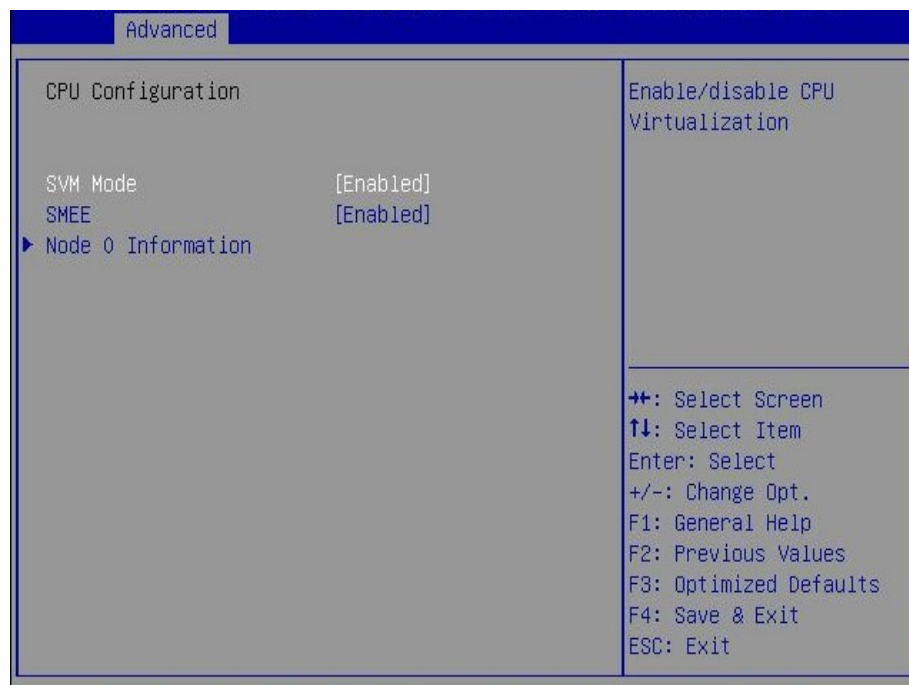 Advanced
CPU Configuration
SVM Mode [Enabled]
SMEE [Enabled]
Node 0 Information
Enable/disable CPU
Virtualization
→←: Select Screen
↑↓: Select Item
Enter: Select
+/-: Change Opt.
F1: General Help
F2: Previous Values
F3: Optimized Defaults
F4: Save & Exit
ESC: Exit